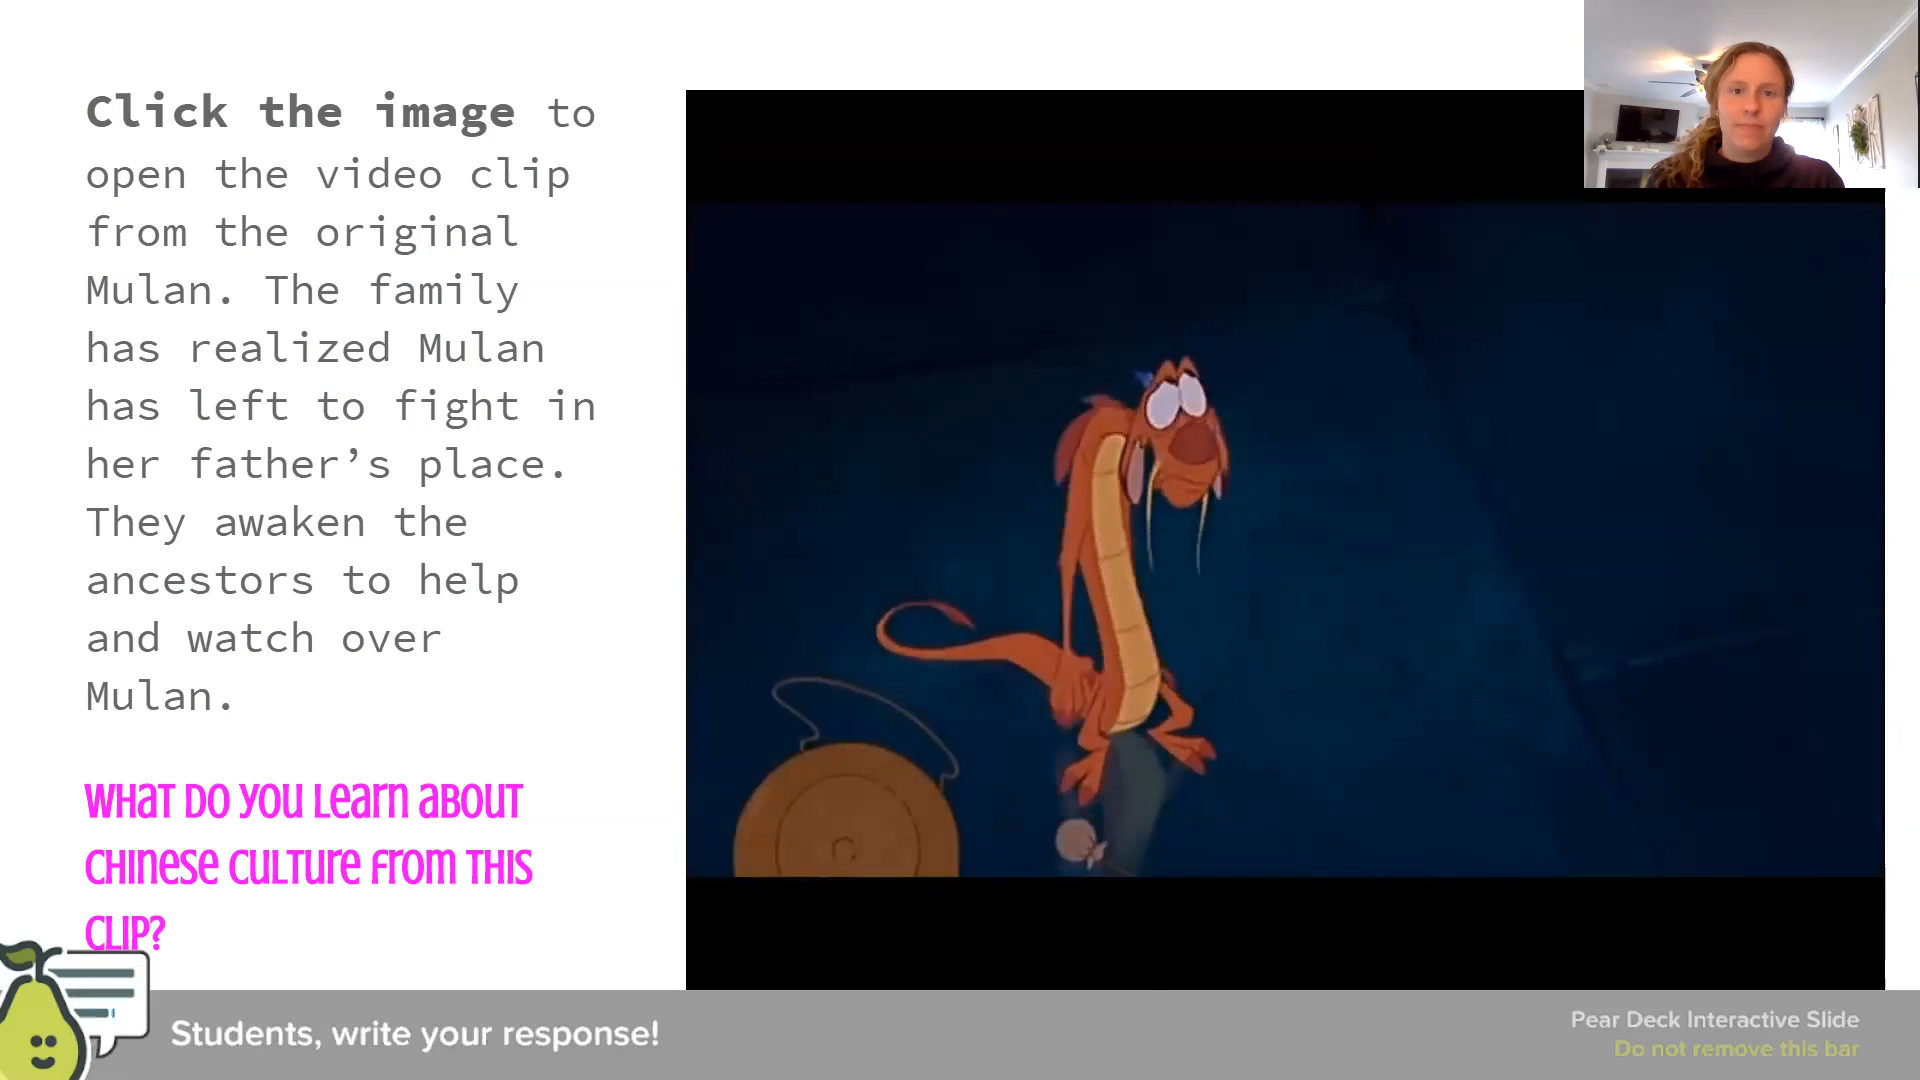 Click the image to
open the video clip
from the original
Mulan. The family
has realized Mulan
has left to fight in
her father’s place.
They awaken the
ancestors to help
and watch over
Mulan.
What do you learn about
Chinese culture from this
clip?
Students, write your response!
Pear Deck Interactive Slide
Do not remove this bar